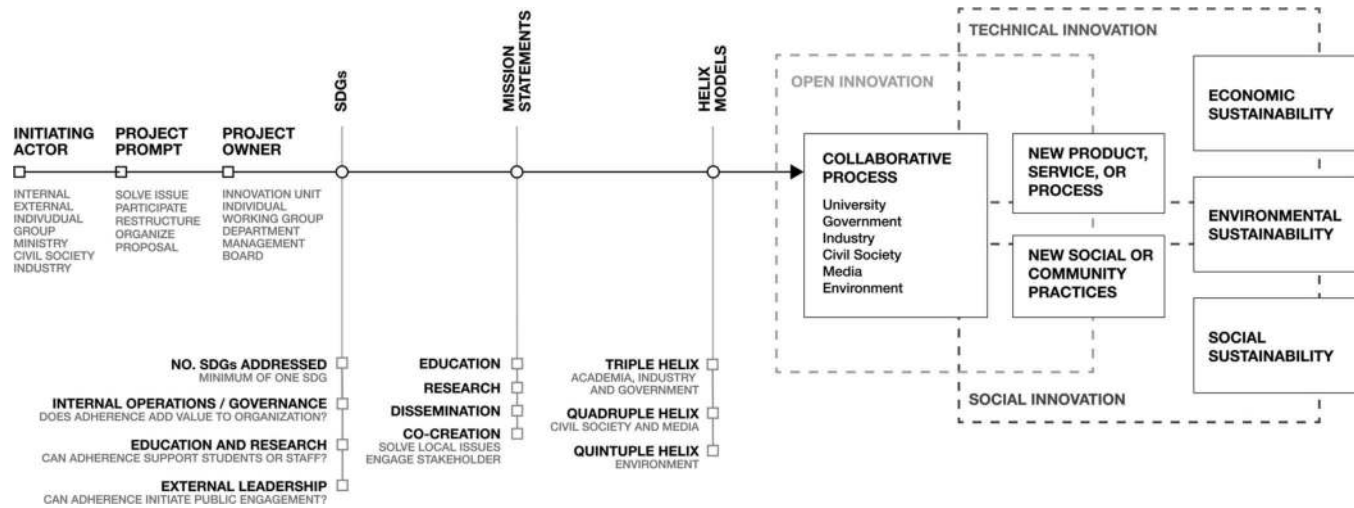 INITIATING
ACTOR
INTERNAL
EXTERNAL
INDIVUDUAL
GROUP
MINISTRY
CIVIL SOCIETY
INDUSTRY
PROJECT
PROMPT
SOLVE ISSUE
PARTICIPATE
RESTRUCTURE
ORGANIZE
PROPOSAL
PROJECT
OWNER
INNOVATION UNIT
INDIVIDUAL
WORKING GROUP
DEPARTMENT
MANAGEMENT
BOARD
SDGs
NO. SDGs ADDRESSED
MINIMUM OF ONE SDG
INTERNAL OPERATIONS / GOVERNANCE
DOES ADHERENCE ADD VALUE TO ORGANIZATION?
EDUCATION AND RESEARCH
CAN ADHERENCE SUPPORT STUDENTS OR STAFF?
EXTERNAL LEADERSHIP
CAN ADHERENCE INITIATE PUBLIC ENGAGEMENT?
MISSION
STATEMENTS
EDUCATION
RESEARCH
DISSEMINATION
CO-CREATION
SOLVE LOCAL ISSUES
ENGAGE STAKEHOLDER
HELIX
MODELS
TRIPLE HELIX
ACADEMIA, INDUSTRY
AND GOVERNMENT
QUADRUPLE HELIX
CIVIL SOCIETY AND MEDIA
QUINTUPLE HELIX
ENVIRONMENT
OPEN INNOVATION
COLLABORATIVE
PROCESS
University
Government
Industry
Civil Society
Media
Environment
TECHNICAL INNOVATION
NEW PRODUCT,
SERVICE, OR
PROCESS
NEW SOCIAL OR
COMMUNITY
PRACTICES
SOCIAL INNOVATION
ECONOMIC
SUSTAINABILITY
ENVIRONMENTAL
SUSTAINABILITY
SOCIAL
SUSTAINABILITY